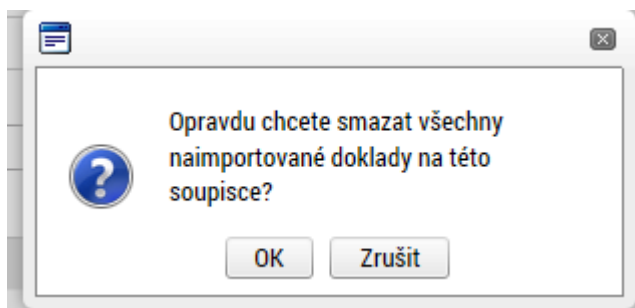 Opravdu chcete smazat všechny
naimportované doklady na této
soupisce?
OK
Zrušit